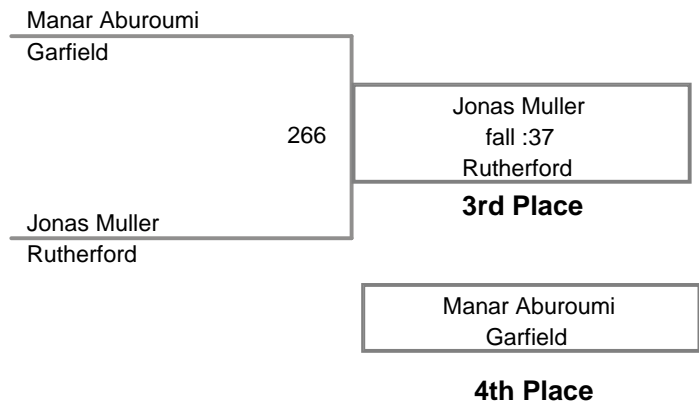 Manar Aburoumi
Garfield
266
Jonas Muller
fall :37
Rutherford
3rd Place
Jonas Muller
Rutherford
Manar Aburoumi
Garfield
4th Place